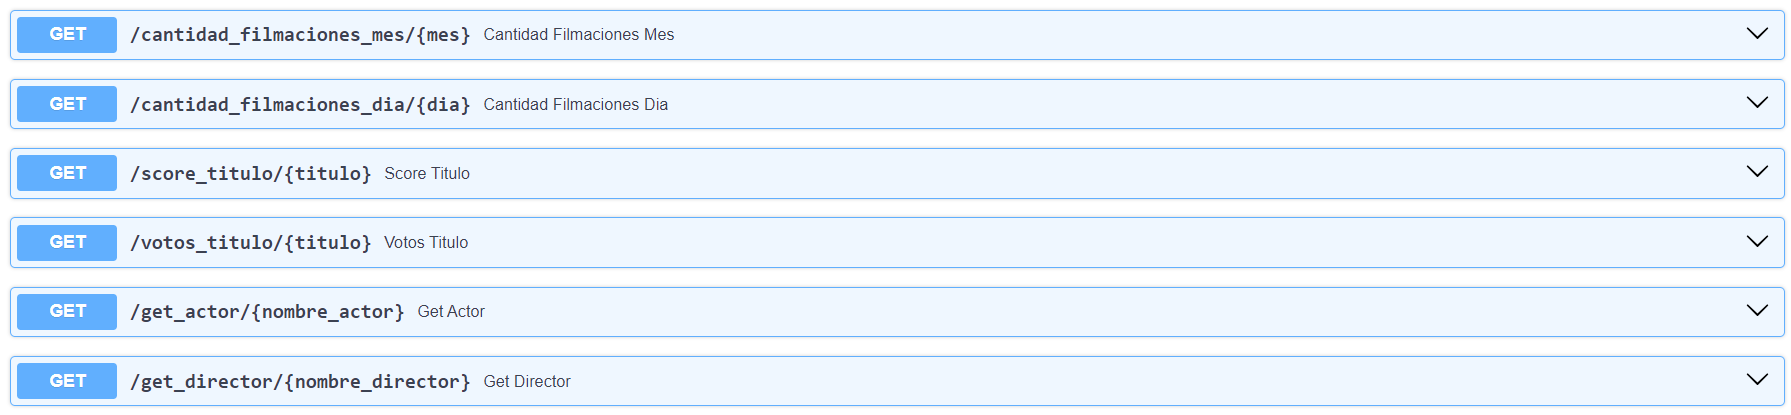 GET /cantidad_filmaciones_mes/{mes} Cantidad Filmaciones Mes
GET /cantidad_filmaciones_dia/{dia} Cantidad Filmaciones Dia
GET /score_titulo/{titulo} Score Titulo
GET /votos_titulo/{titulo} Votos Titulo
GET /get_actor/{nombre_actor} Get Actor
GET /get_director/{nombre_director} Get Director